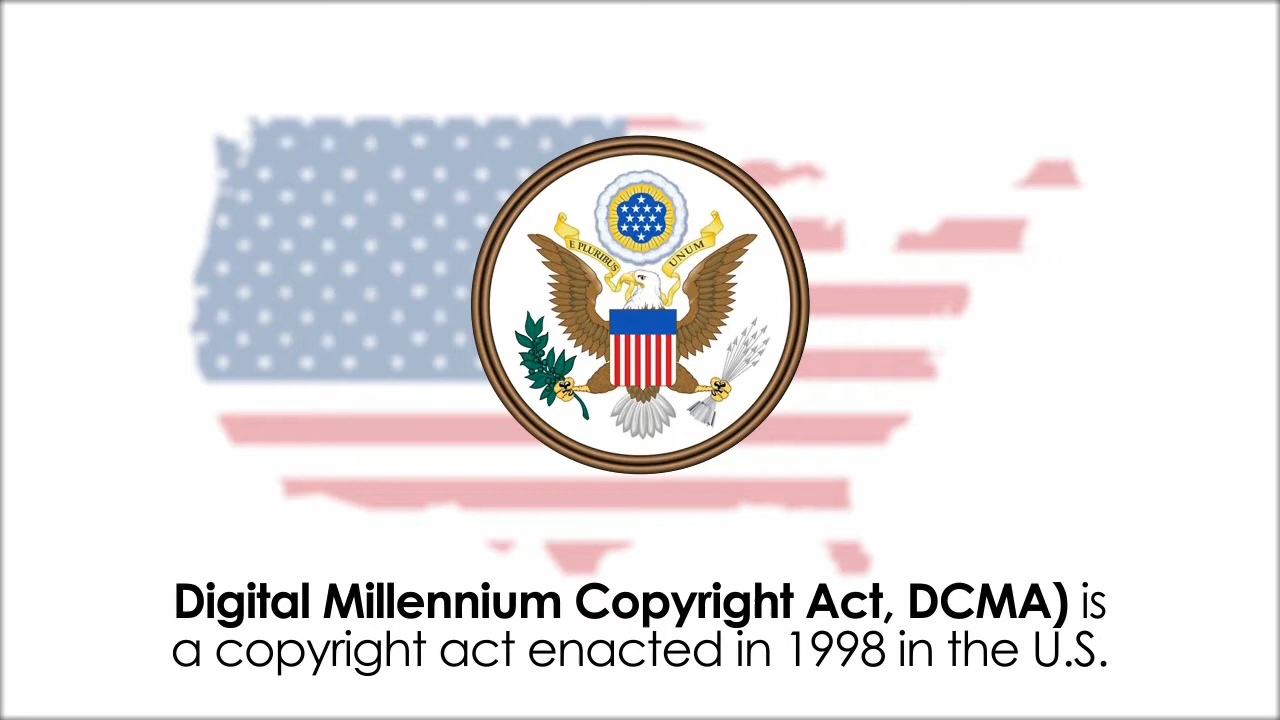 E PLURIBUS UNUM
Digital Millennium Copyright Act, DCMA) is
a copyright act enacted in 1998 in the U.S.